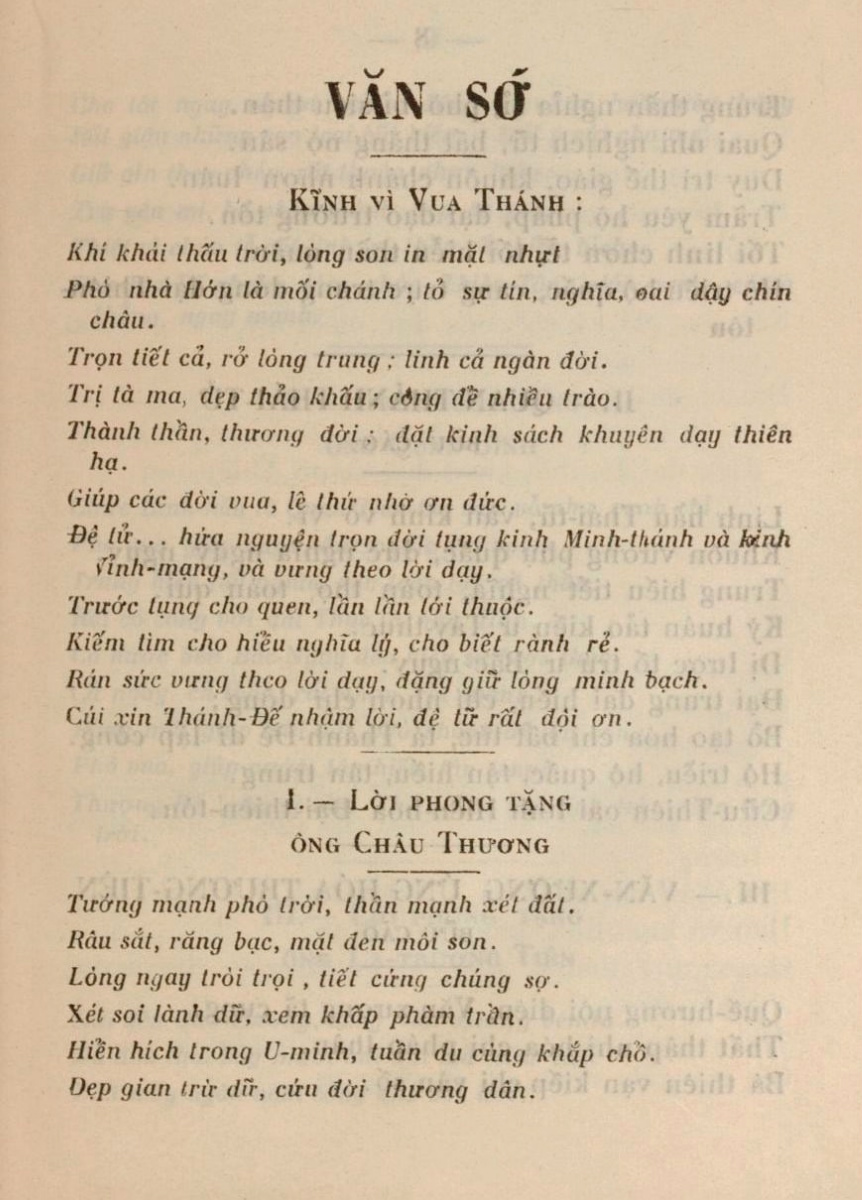 VĂN SỚ
KĨNH VÌ VUA THÁNH :
Khí khái thấu trời, lòng son in mặt nhựt
Phò nhà Hớn là mối chánh ; tỏ sự tín, nghĩa, oai dậy chín
châu.
Trọn tiết cả, rở lòng trung ; linh cả ngàn đời.
Trị tà ma, dẹp thảo khấu ; công đề nhiều trào.
Thành thần, thương đời : đặt kinh sách khuyên dạy thiên
hạ.
Giúp các đời vua, lê thứ nhờ ơn đức.
Đệ tử... hứa nguyện trọn đời tụng kinh Minh-thánh và kinh
Vĩnh-mạng, và vưng theo lời dạy.
Trước tụng cho quen, lần lần tới thuộc.
Kiếm tìm cho hiểu nghĩa lý, cho biết rành rẻ.
Rán sức vưng theo lời dạy, đặng giữ lòng minh bạch.
Cúi xin Thánh-Đế nhậm lời, đệ tử rất đội ơn.
I. — LỜI PHONG TẶNG
ÔNG CHÂU THƯƠNG
Tướng mạnh phò trời, thần mạnh xét đất.
Râu sắt, răng bạc, mặt đen môi son.
Lòng ngay tròi trọi , tiết cứng chúng sợ.
Xét soi lành dữ, xem khắp phàm trần.
Hiền hích trong U-minh, tuần du cùng khắp chỗ.
Dẹp gian trừ dữ, cứu đời thương dân.